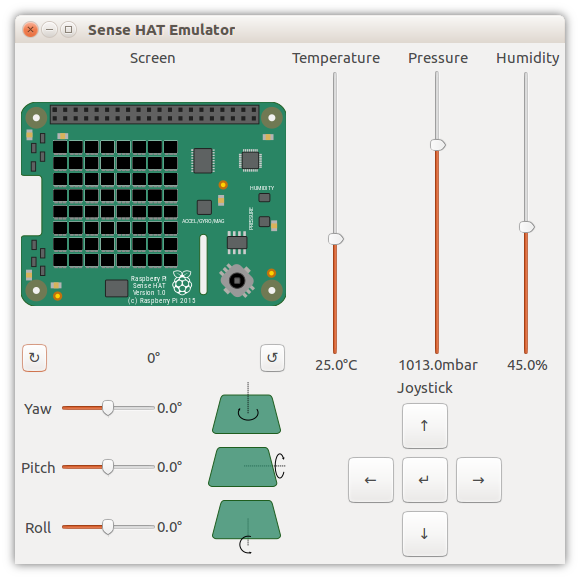 Sense HAT Emulator
Screen
Temperature
Pressure
Humidity
HUMIDITY
PRESSURE
ACCEL/GYRO/MAG
Raspberry Pi
Sense HAT
Version 1.0
(c) Raspberry Pi 2015
25.0°C
1013.0mbar
45.0%
0°
Joystick
Yaw
0.0°
Pitch
0.0°
Roll
0.0°